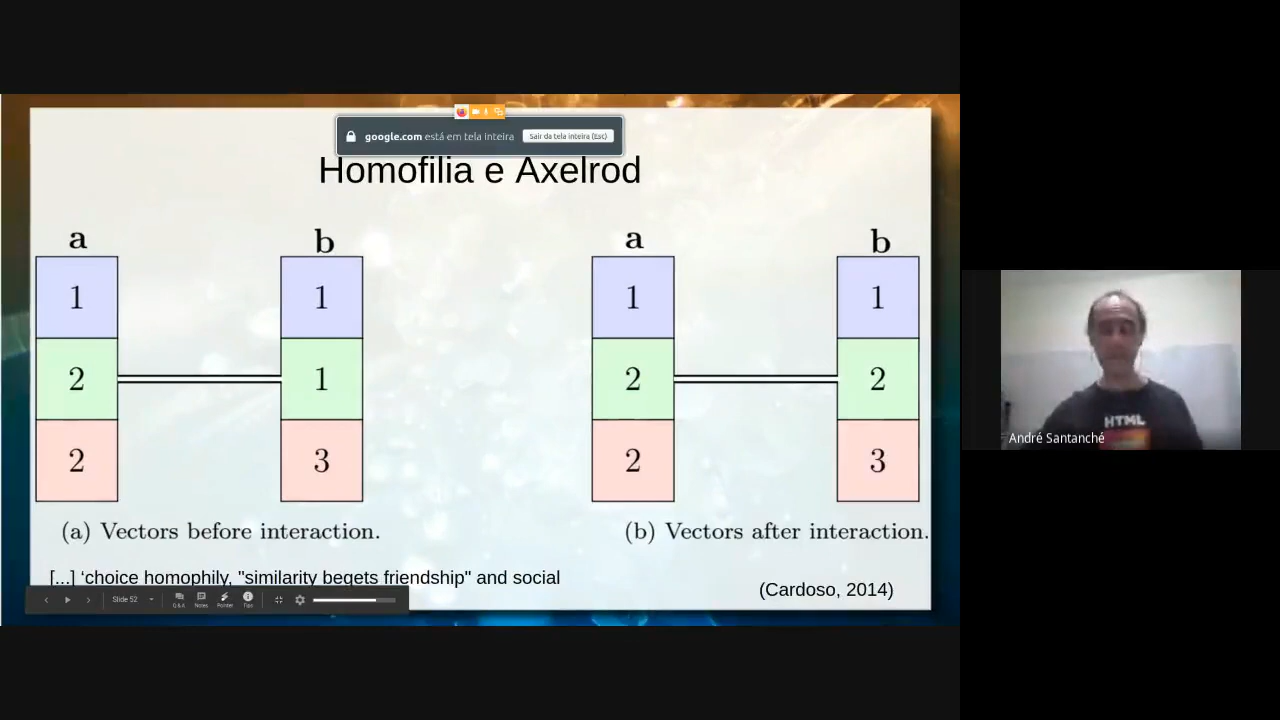 google.com está em tela inteira
Sair da tela inteira (Esc)
Homofilia e Axelrod
a
b
a
b
1
1
1
1
2
1
2
2
2
3
2
3
(a) Vectors before interaction.
(b) Vectors after interaction.
[...] 'choice homophily, "similarity begets friendship" and social
(Cardoso, 2014)
Slide 52
Q&A
Notes
Pointer
HTML
André Santanchè